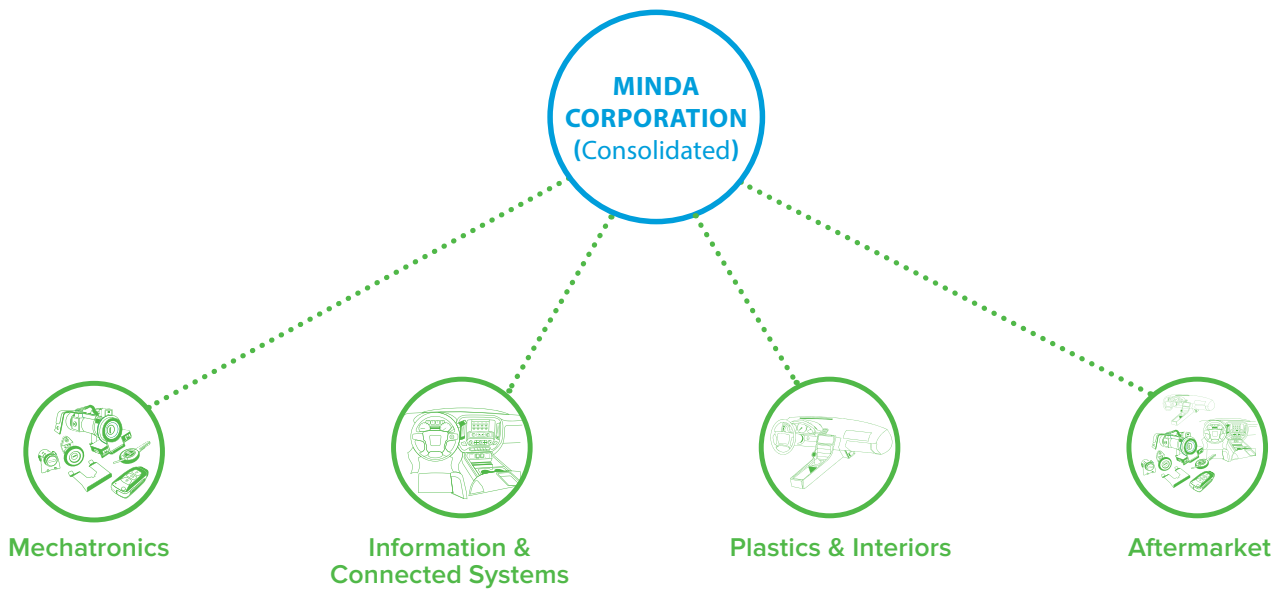 MINDA
CORPORATION
(Consolidated)
Mechatronics
Information &
Connected Systems
Plastics & Interiors
Aftermarket